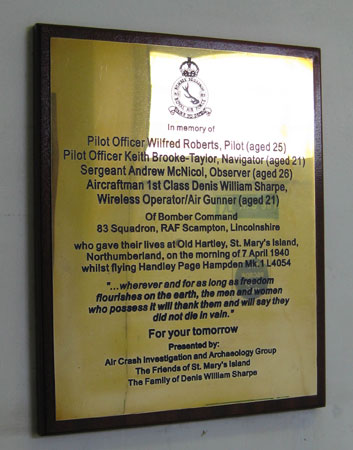 In memory of
Pilot Officer Wilfred Roberts, Pilot (aged 25)
Pilot Officer Keith Brooke-Taylor, Navigator (aged 21)
Sergeant Andrew McNicol, Observer (aged 26)
Aircraftman 1st Class Denis William Sharpe,
Wireless Operator/Air Gunner (aged 21)
Of Bomber Command
83 Squadron, RAF Scampton, Lincolnshire
who gave their lives at Old Hartley, St. Mary's Island,
Northumberland, on the morning of 7 April 1940
whilst flying Handley Page Hampden Mk.1 L4054
"...wherever and for as long as freedom
flourishes on the earth, the men and women
who possess it will thank them and will say they
did not die in vain."
For your tomorrow
Presented by:
Air Crash Investigation and Archaeology Group
The Friends of St. Mary's Island
The Family of Denis William Sharpe